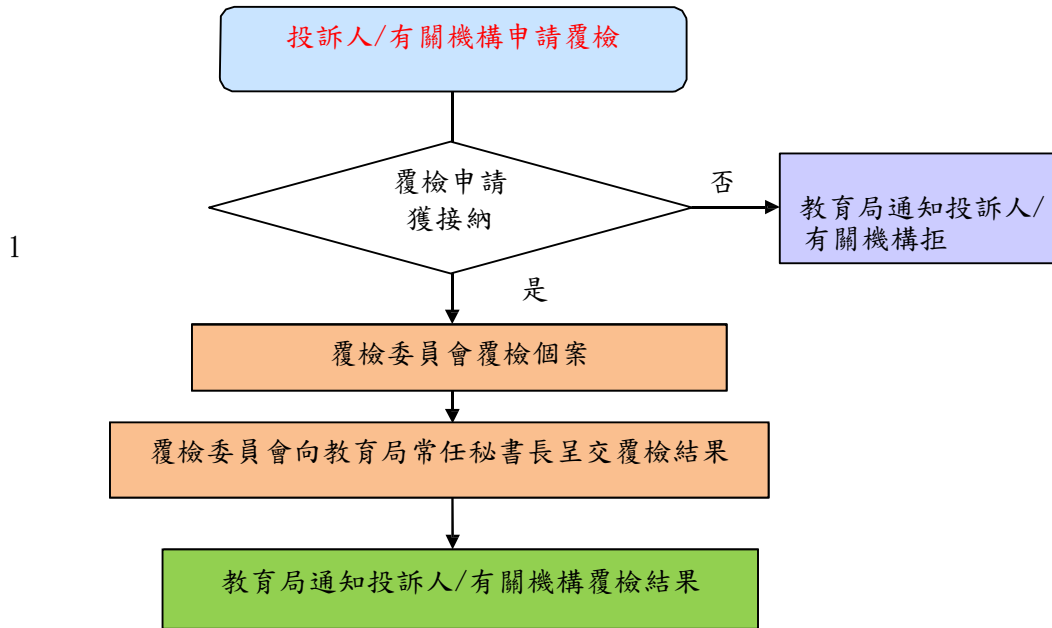 投訴人/有關機構申請覆檢
覆檢申請
獲接納
否
教育局通知投訴人/
有關機構拒
1
是
覆檢委員會覆檢個案
覆檢委員會向教育局常任秘書長呈交覆檢結果
教育局通知投訴人/有關機構覆檢結果